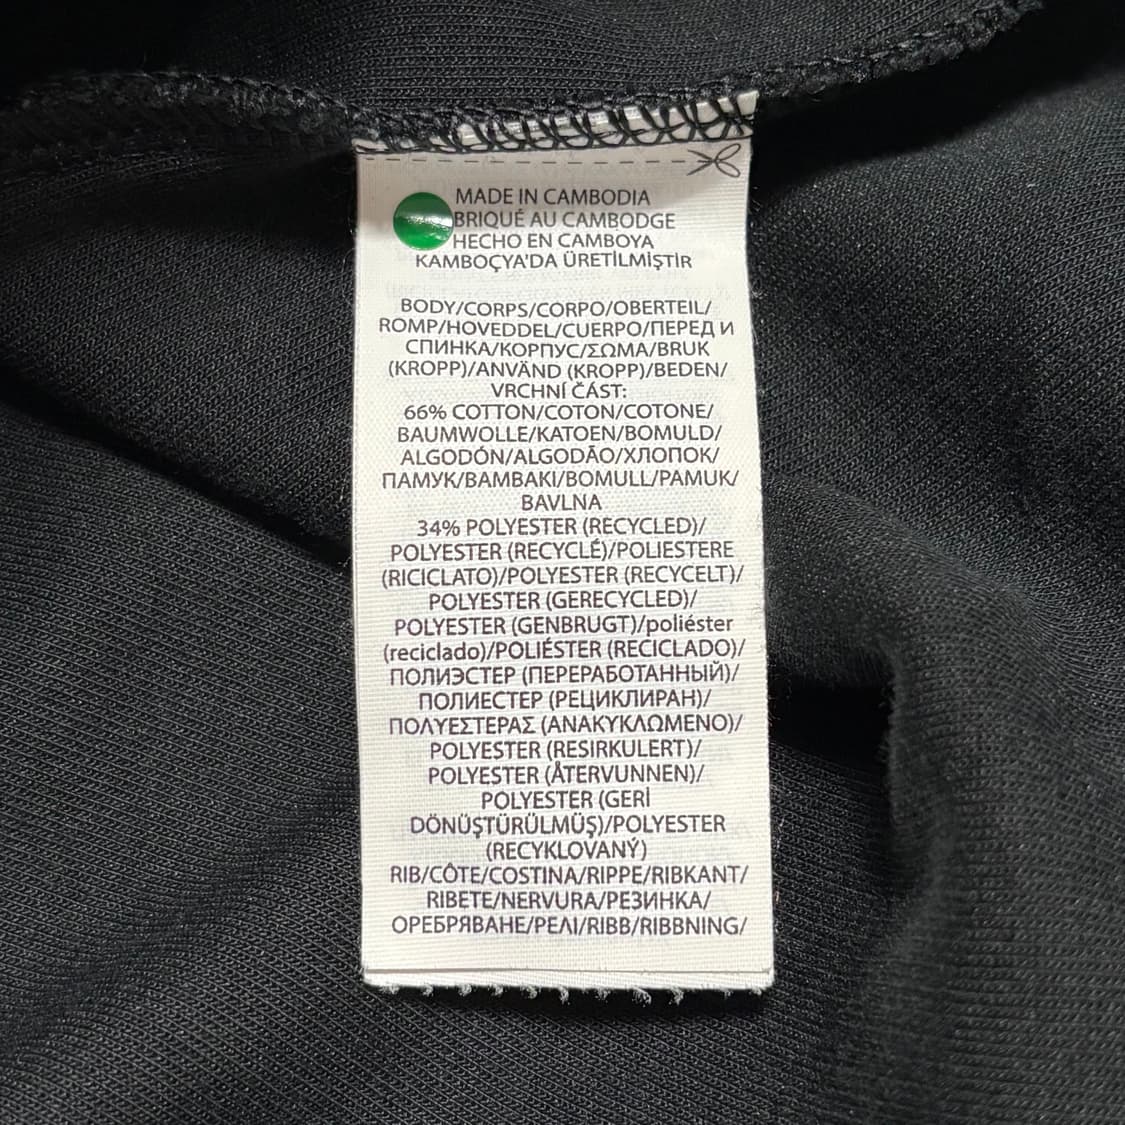 MADE IN CAMBODIA
BRIQUÉ AU CAMBODGE
HECHO EN CAMBOYA
KAMBOÇYA'DA ÜRETİLMİŞTİR
BODY/CORPS/CORPO/OBERTEIL/
ROMP/HOVEDDEL/CUERPO/ПЕРЕД И
СПИНКА/КОРПУС/ΣΩΜΑ/BRUK
(KROPP)/ANVÄND (KROPP)/BEDEN/
VRCHNÍ ČÁST:
66% COTTON/COTON/COTONE/
BAUMWOLLE/KATOEN/BOMULD/
ALGODÓN/ALGODÃO/ХЛОПОК/
ПАМУК/ΒΑΜΒΑΚΙ/BOMULL/PAMUK/
BAVLNA
34% POLYESTER (RECYCLED)/
POLYESTER (RECYCLÉ)/POLIESTERE
(RICICLATO)/POLYESTER (RECYCELT)/
POLYESTER (GERECYCLED)/
POLYESTER (GENBRUGT)/poliéster
(reciclado)/POLIÉSTER (RECICLADO)/
ПОЛИЭСТЕР (ПЕРЕРАБОТАННЫЙ)/
ПОЛИЕСТЕР (РЕЦИКЛИРАН)/
ΠΟΛΥΕΣΤΕΡΑΣ (ΑΝΑΚΥΚΛΩΜΕΝΟ)/
POLYESTER (RESIRKULERT)/
POLYESTER (ÅTERVUNNEN)/
POLYESTER (GERİ
DÖNÜŞTÜRÜLMÜŞ)/POLYESTER
(RECYKLOVANÝ)
RIB/CÔTE/COSTINA/RIPPE/RIBKANT/
RIBETE/NERVURA/РЕЗИНКА/
ОРЕБРЯВАНЕ/ΡΕΛΙ/RIBB/RIBBNING/